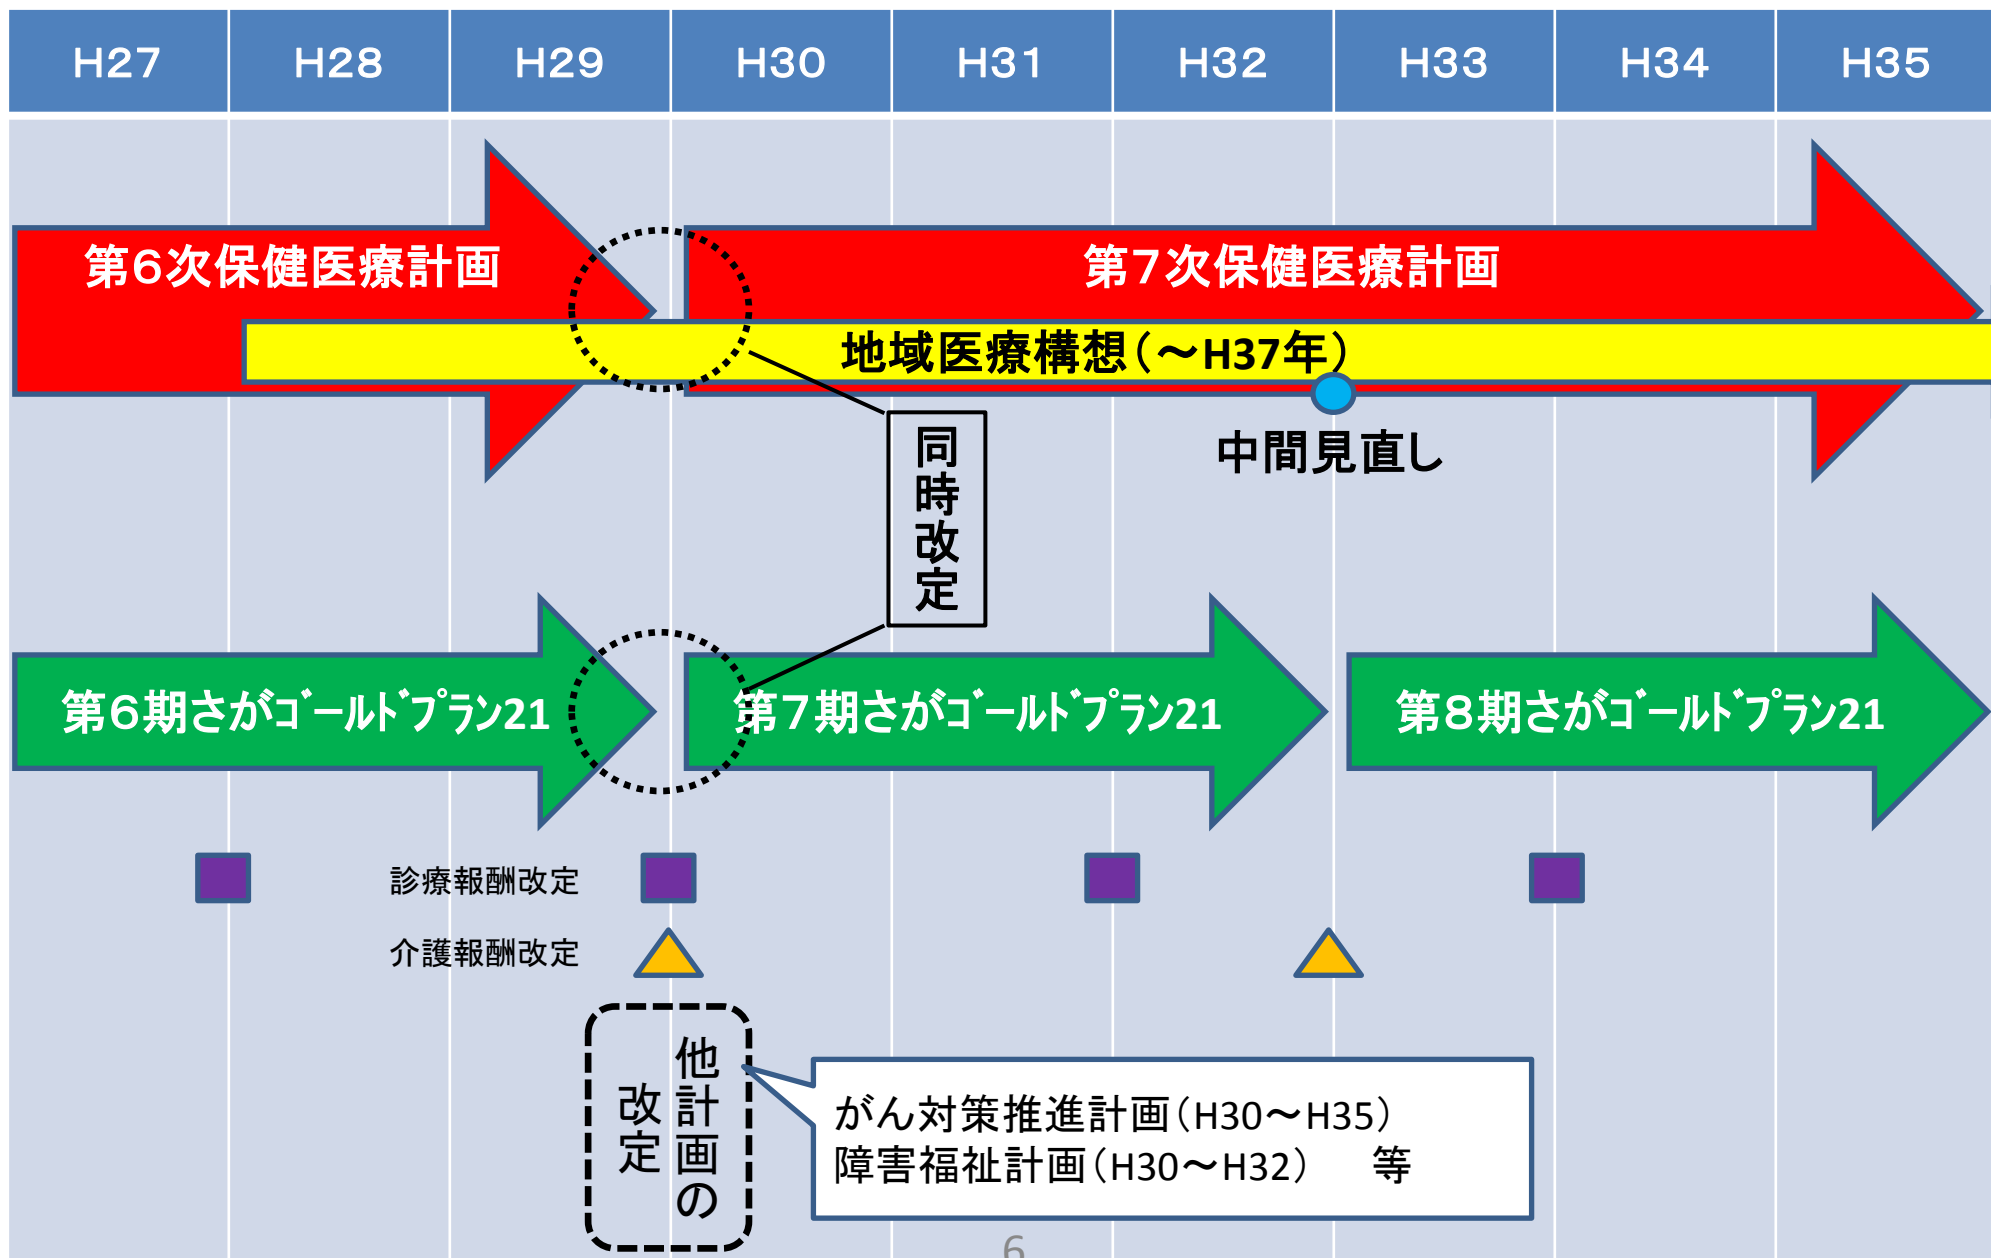 H27 H28 H29 H30 H31 H32 H33 H34 H35
第6次保健医療計画
第7次保健医療計画
地域医療構想(～H37年)
中間見直し
同時改定
第6期さがｺﾞｰﾙﾄﾞﾌﾟﾗﾝ21
第7期さがｺﾞｰﾙﾄﾞﾌﾟﾗﾝ21
第8期さがｺﾞｰﾙﾄﾞﾌﾟﾗﾝ21
診療報酬改定
介護報酬改定
他計画の
改定
がん対策推進計画(H30～H35)
障害福祉計画(H30～H32)　等
6